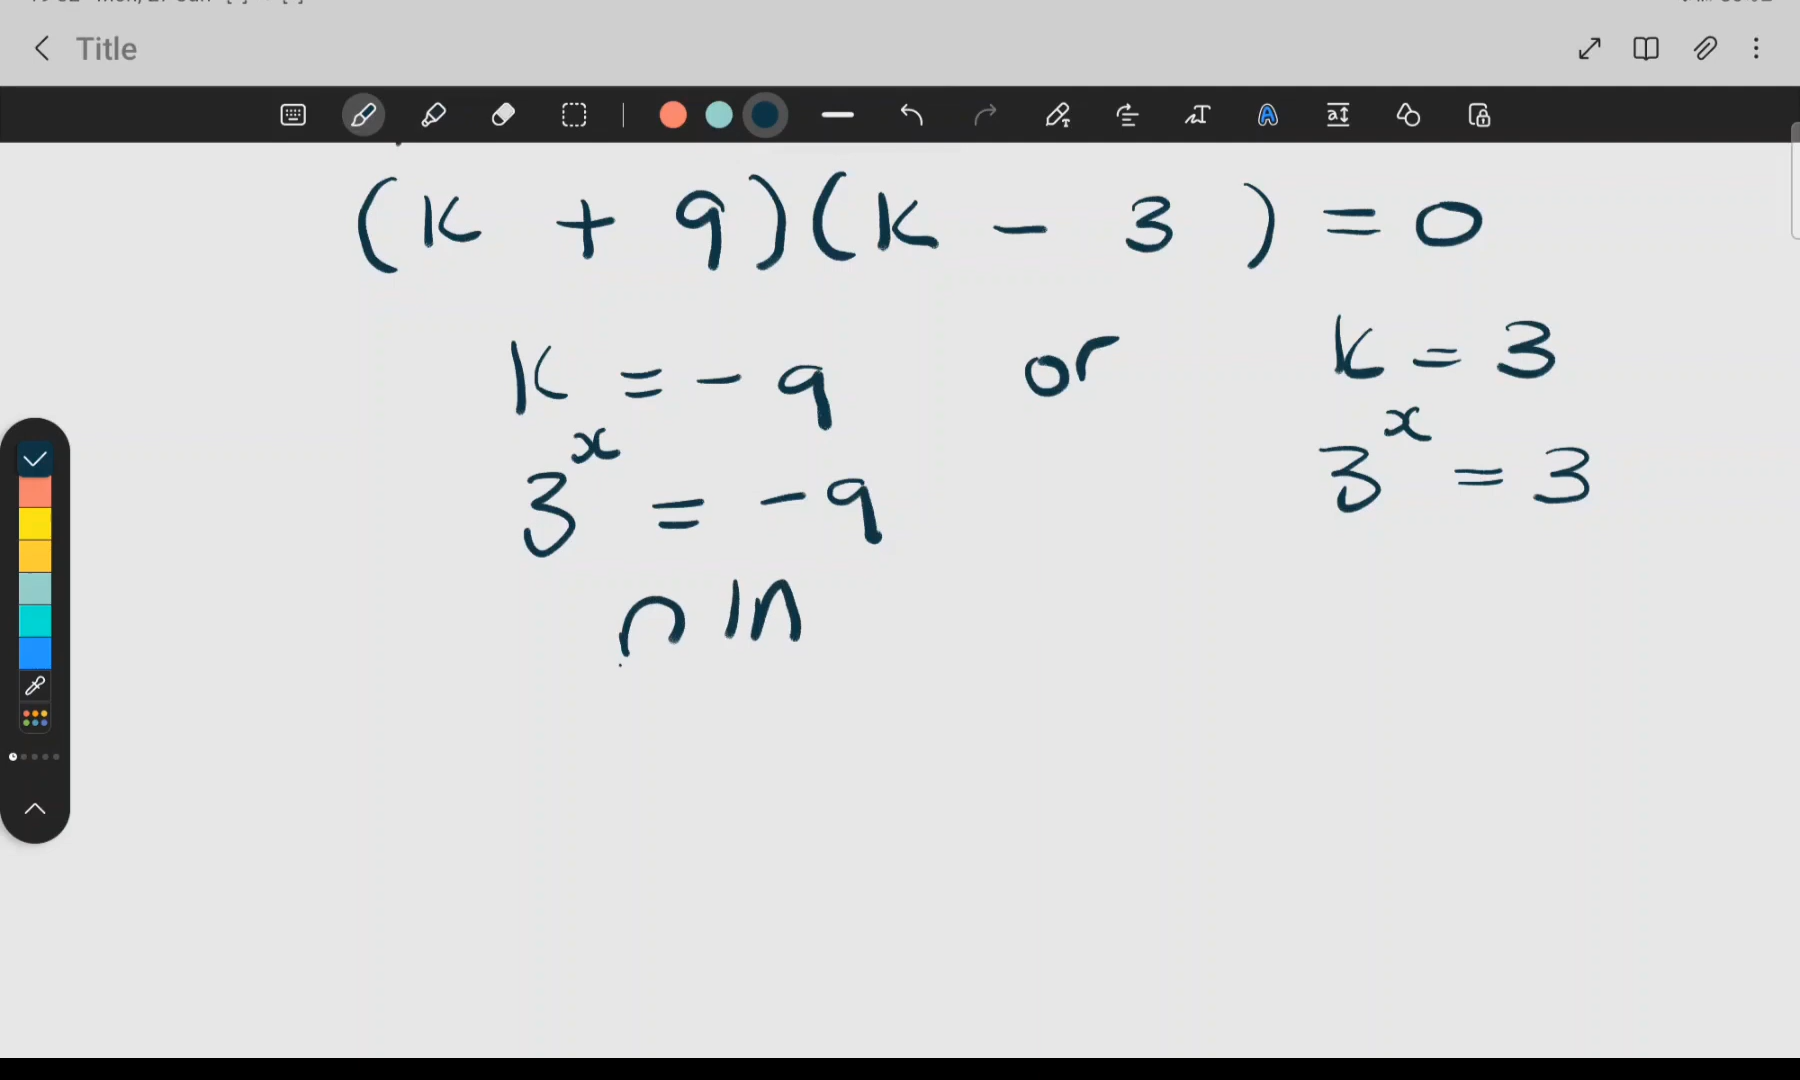 Title
(k + 9)(k - 3) = 0
k = - 9 or k = 3
3^x = - 9 3^x = 3